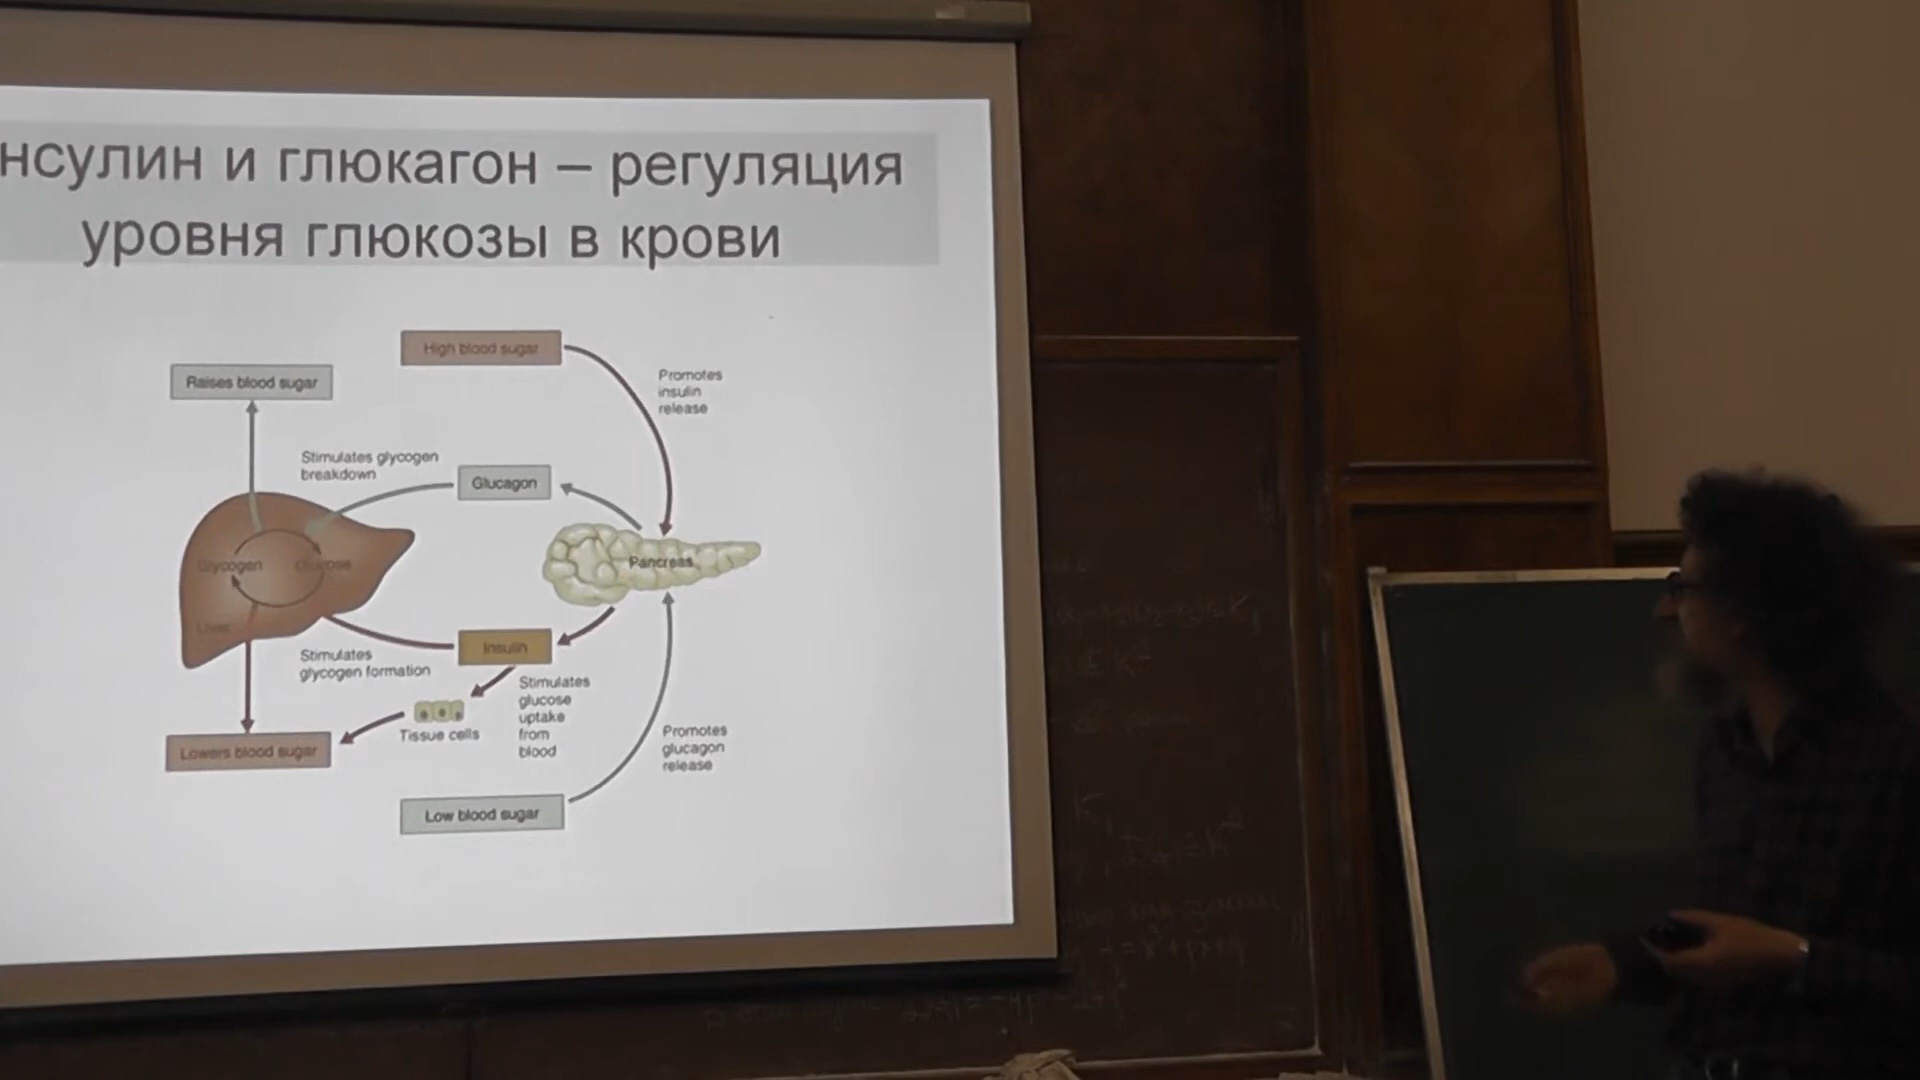 нсулин и глюкагон – регуляция
уровня глюкозы в крови
High blood sugar
Raises blood sugar
Promotes
insulin
release
Stimulates glycogen
breakdown
Glucagon
Glycogen
Glucose
Pancreas
Liver
Insulin
Stimulates
glycogen formation
Stimulates
glucose
uptake
from
blood
Tissue cells
Lowers blood sugar
Promotes
glucagon
release
Low blood sugar